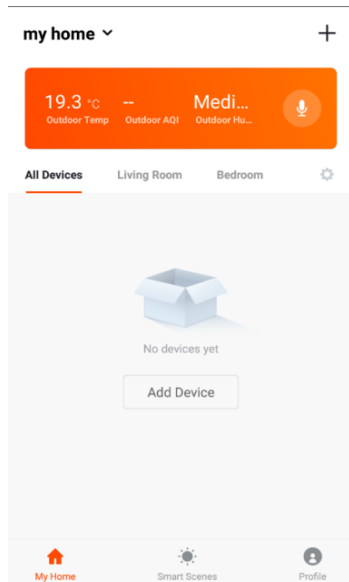 my home
19.3 °C -- Medi...
Outdoor Temp Outdoor AQI Outdoor Hu...
All Devices Living Room Bedroom
No devices yet
Add Device
My Home Smart Scenes Profile